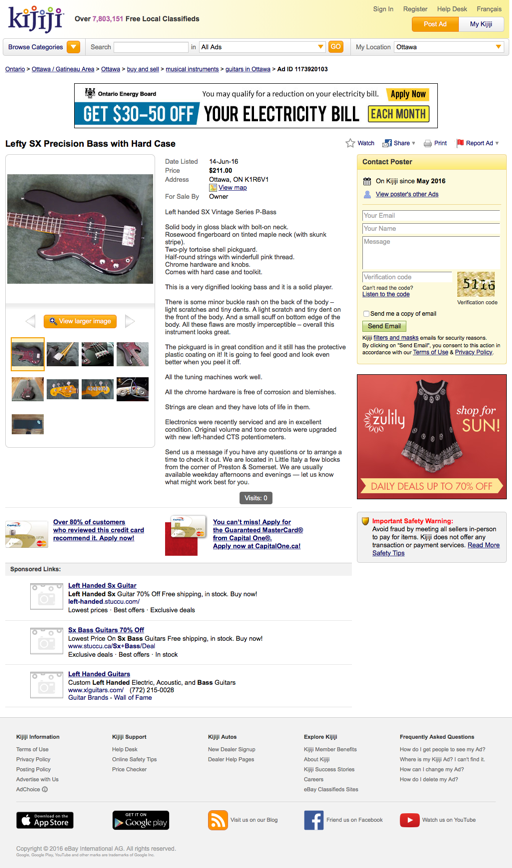 kijiji
Over 7,803,151 Free Local Classifieds
Sign In Register Help Desk Français
Post Ad My Kijiji
Browse Categories Search in All Ads GO My Location Ottawa
Ontario > Ottawa / Gatineau Area > Ottawa > buy and sell > musical instruments > guitars in Ottawa > Ad ID 1173920103
Ontario Energy Board
You may qualify for a reduction on your electricity bill. Apply Now
GET $30-50 OFF YOUR ELECTRICITY BILL EACH MONTH
Lefty SX Precision Bass with Hard Case
Watch Share Print Report Ad
View larger image
Date Listed 14-Jun-16
Price $211.00
Address Ottawa, ON K1R6V1
View map
For Sale By Owner
Left handed SX Vintage Series P-Bass
Solid body in gloss black with bolt-on neck.
Rosewood fingerboard on tinted maple neck (with skunk
stripe).
Two-ply tortoise shell pickguard.
Half-round strings with widenfuld pink thread.
Chrome hardware & knobs.
Comes with hard case and toolkit.
This is a very dignified looking bass and it is a solid player.
There is some minor buckle rash on the back of the body –
light scratches and tiny dents. A light scratch and tiny dent on
the front of the body. And a small scuff on bottom edge of the
body. All these flaws are mostly imperceptible – overall this
instrument looks great.
The pickguard is in great condition and it still has the protective
plastic coating on it! It is going to feel good and look even
better when you peel it off.
All the tuning machines work well.
All the chrome hardware is free of corrosion and blemishes.
Strings are clean and they have lots of life in them.
Electronics were recently serviced and are in excellent
condition. Original volume and tone controls were upgraded
with new left-handed CTS potentiometers.
Send us a message if you have any questions or to arrange a
time to check it out. We are located in Little Italy a few blocks
from the corner of Preston & Somerset. We are usually
available weekday afternoons and evenings — let us know
what might work best for you.
Visits: 0
Contact Poster
On Kijiji since May 2016
View poster's other Ads
Your Email
Your Name
Message
Verification code
Can't read the code?
Listen to the code
Verification code
Send me a copy of email
Send Email
Kijiji filters and masks emails for security reasons.
By clicking on "Send Email", you consent to this action in
accordance with our Terms of Use & Privacy Policy.
zulily
shop for
SUN!
DAILY DEALS UP TO 70% OFF
Important Safety Warning:
Avoid fraud by meeting all sellers in-person
to pay for items. Kijiji does not offer any
transaction or payment services. Read More
Safety Tips
Over 80% of customers
who reviewed this credit card
recommend it. Apply now!
You can't miss! Apply for
the Guaranteed MasterCard®
from Capital One®.
Apply now at CapitalOne.ca!
Sponsored Links:
Left Handed Sx Guitar
Left Handed Sx Guitar 70% Off Free shipping, in stock. Buy now!
left-handed.stuccu.com/
Lowest prices · Best offers · Exclusive deals
Sx Bass Guitars 70% Off
Lowest Price On Sx Bass Guitars Free shipping, in stock. Buy now!
www.stuccu.ca/Sx+Bass/Deal
Exclusive deals · Best offers · In stock
Left Handed Guitars
Custom Left Handed Electric, Acoustic, and Bass Guitars
www.xlguitars.com/ (772) 215-0028
Guitar Brands - Wall of Fame
Kijiji Information
Terms of Use
Privacy Policy
Posting Policy
Advertise with Us
AdChoice
Kijiji Support
Help Desk
Online Safety Tips
Price Checker
Kijiji Autos
New Dealer Signup
Dealer Help Pages
Explore Kijiji
Kijiji Member Benefits
About Kijiji
Kijiji Success Stories
Careers
eBay Classifieds Sites
Frequently Asked Questions
How do I get people to see my Ad?
Where is my Kijiji Ad? I can't find it.
How can I change my Ad?
How do I delete my Ad?
Available on the
App Store
GET IT ON
Google play
Visit us on our Blog
Friend us on Facebook
Watch us on YouTube
Copyright © 2016 eBay International AG. All rights reserved.
Google, Google Play, YouTube and other marks are trademarks of Google Inc.